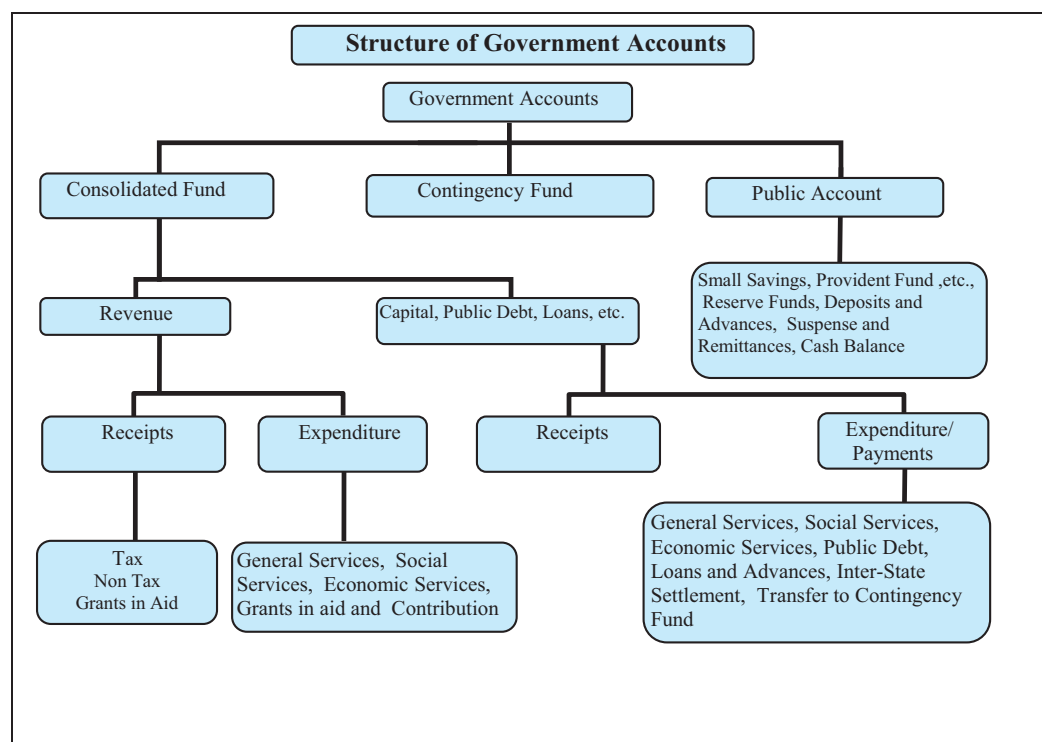 Structure of Government Accounts
Government Accounts
Consolidated Fund
Contingency Fund
Public Account
Small Savings, Provident Fund ,etc.,
Reserve Funds, Deposits and
Advances, Suspense and
Remittances, Cash Balance
Revenue
Capital, Public Debt, Loans, etc.
Receipts
Expenditure
Receipts
Expenditure/
Payments
Tax
Non Tax
Grants in Aid
General Services, Social
Services, Economic Services,
Grants in aid and Contribution
General Services, Social Services,
Economic Services, Public Debt,
Loans and Advances, Inter-State
Settlement, Transfer to Contingency
Fund